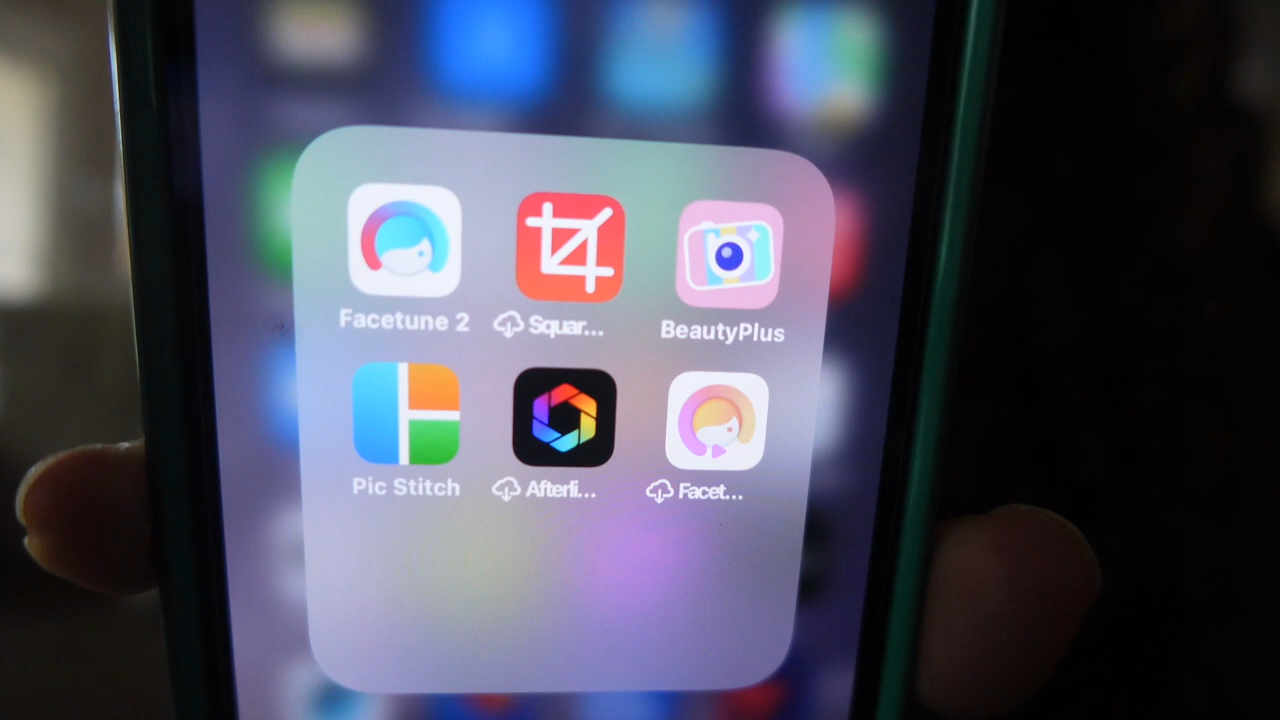 Facetune 2
Squar...
BeautyPlus
Pic Stitch
Afterli...
Facet...